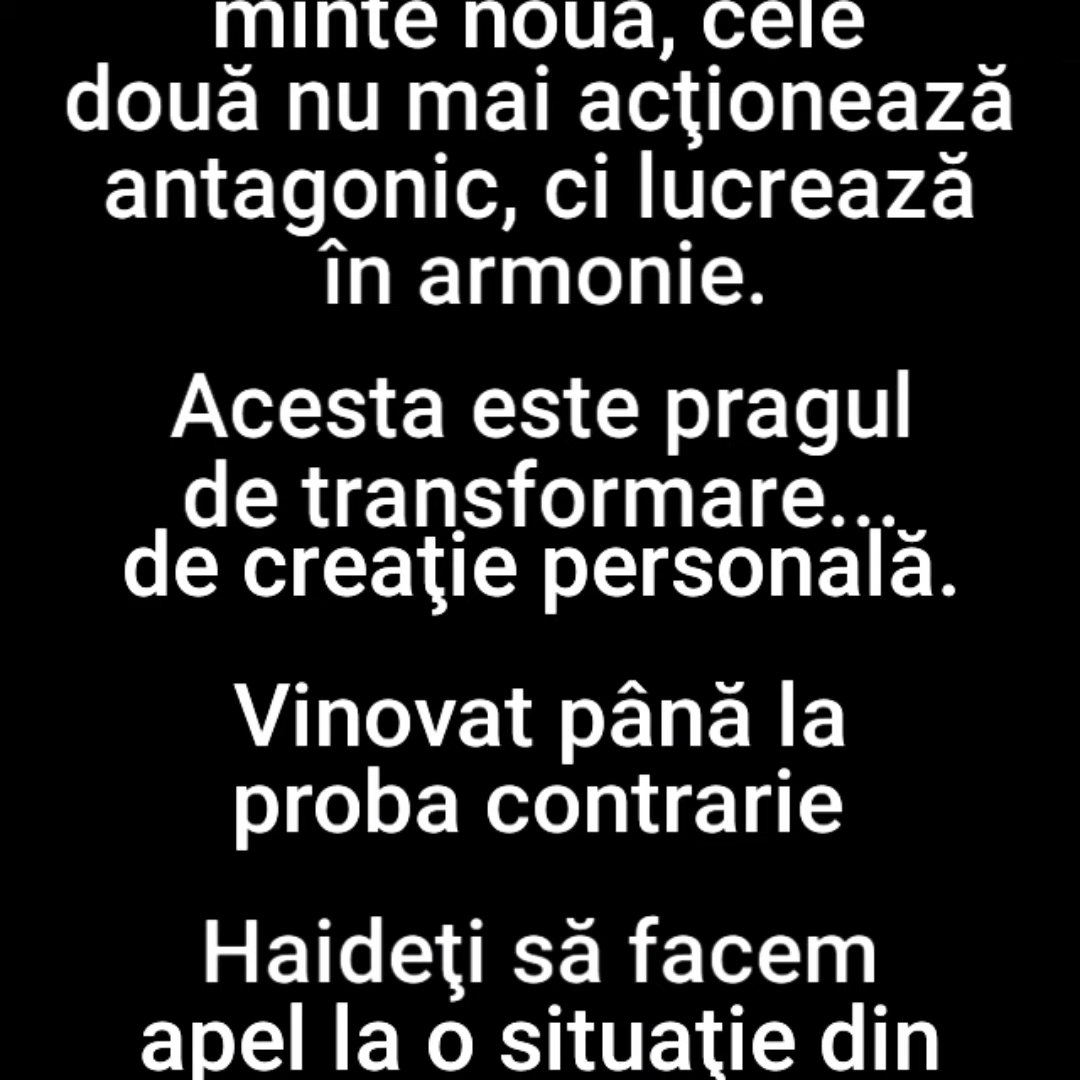 minte nouă, cele
două nu mai acţionează
antagonic, ci lucrează
în armonie.
Acesta este pragul
de transformare...
de creaţie personală.
Vinovat până la
proba contrarie
Haideţi să facem
apel la o situaţie din